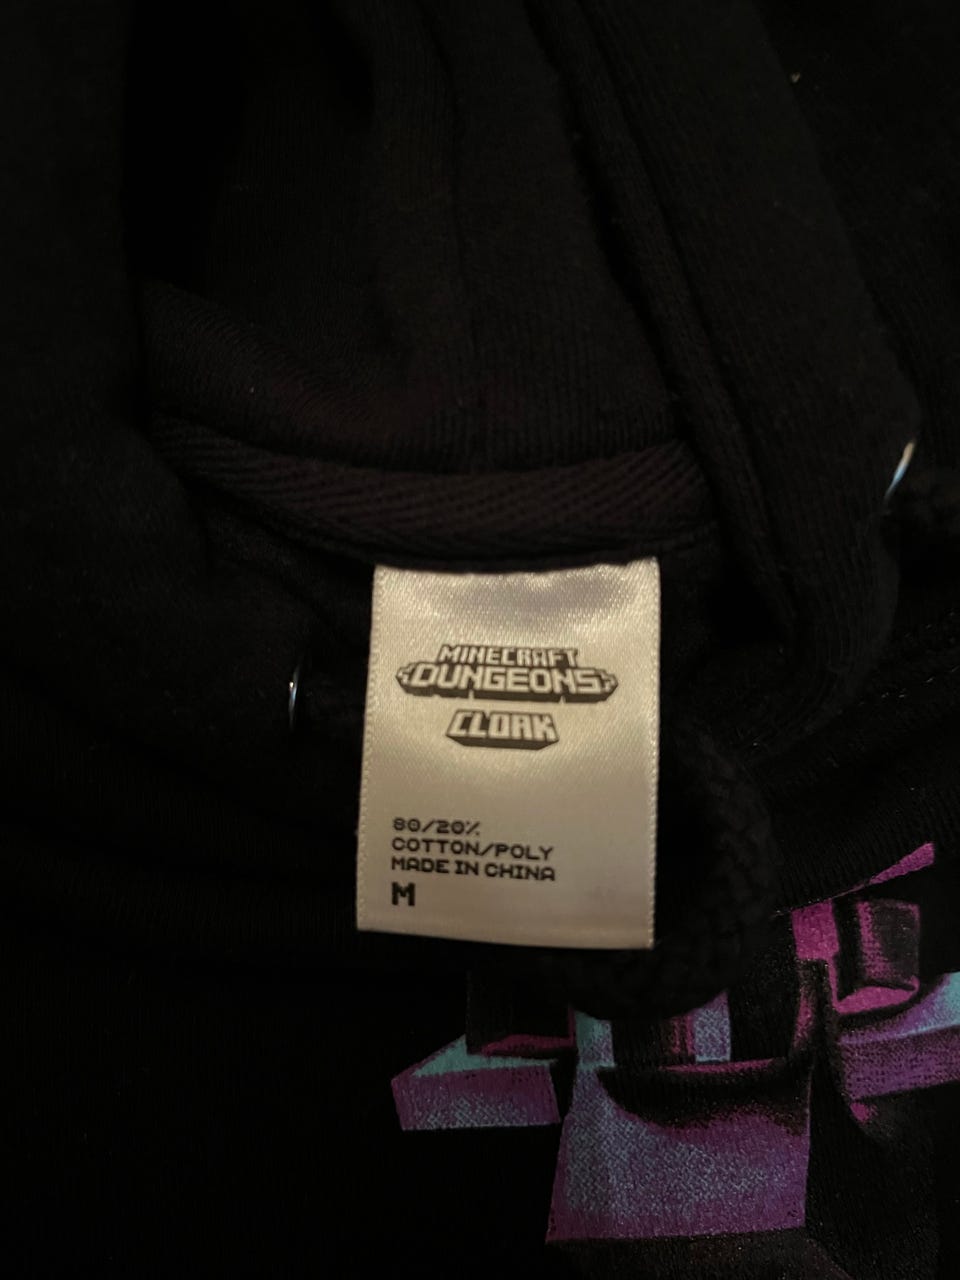 MINECRAFT
DUNGEONS
CLOAK
80/20%
COTTON/POLY
MADE IN CHINA
M